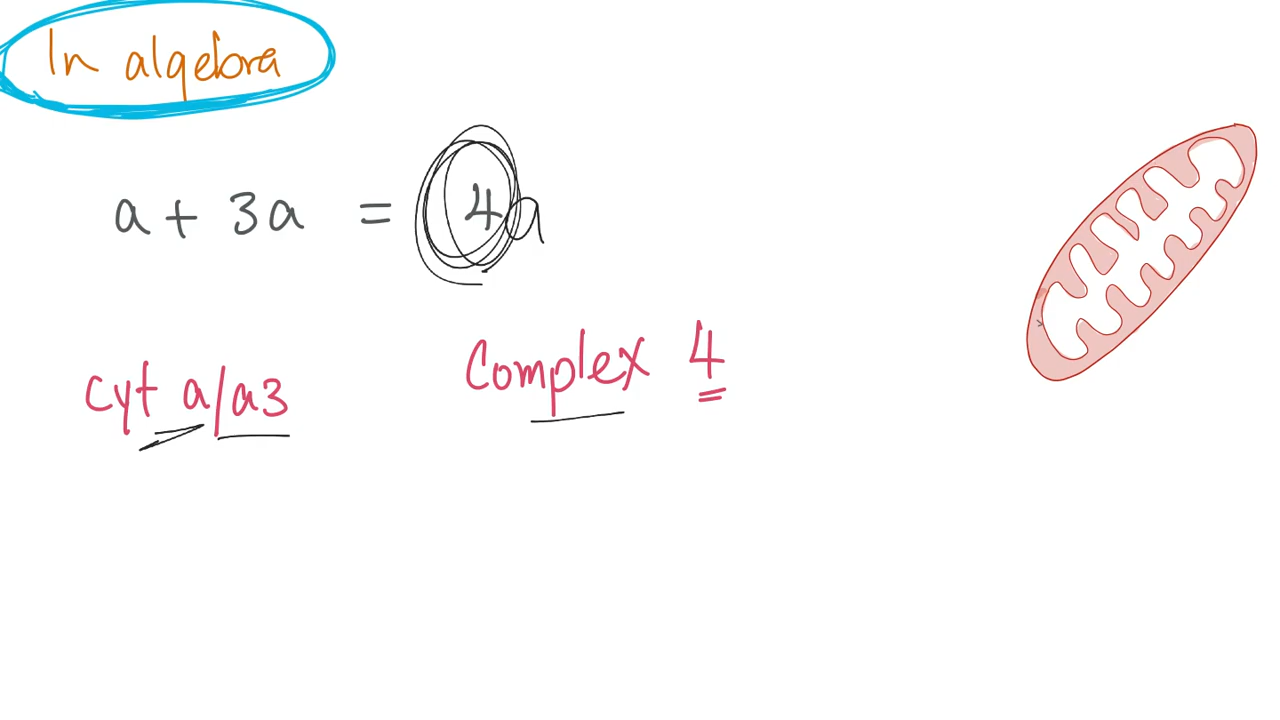 In algebra
a + 3a = 4a
Cyt a/a3
Complex 4